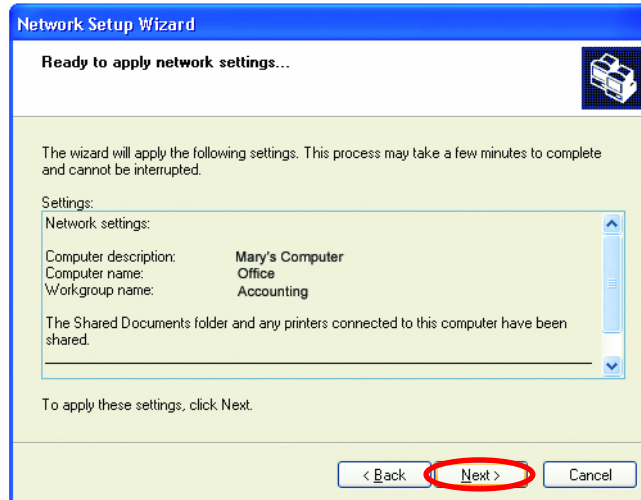 Network Setup Wizard
Ready to apply network settings...
The wizard will apply the following settings. This process may take a few minutes to complete
and cannot be interrupted.
Settings:
Network settings:
Computer description: Mary's Computer
Computer name: Office
Workgroup name: Accounting
The Shared Documents folder and any printers connected to this computer have been
shared.
To apply these settings, click Next.
< Back Next > Cancel